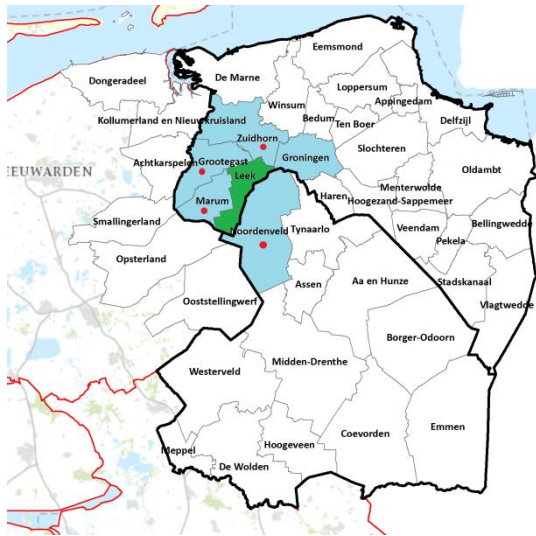 Eemsmond
Dongeradeel
De Marne
Loppersum
Winsum
Appingedam
Kollumerland en Nieuwkruisland
Bedum
Ten Boer
Delfzijl
Zuidhorn
Slochteren
Achtkarspelen
Grootegast
Groningen
EEUWARDEN
Leek
Oldambt
Menterwolde
Marum
Haren
Hoogezand-Sappemeer
Smallingerland
Noordenveld
Tynaarlo
Veendam
Bellingwedde
Pekela
Opsterland
Assen
Aa en Hunze
Stadskanaal
Ooststellingwerf
Vlagtwedde
Borger-Odoorn
Midden-Drenthe
Westerveld
Emmen
Coevorden
Hoogeveen
Meppel
De Wolden